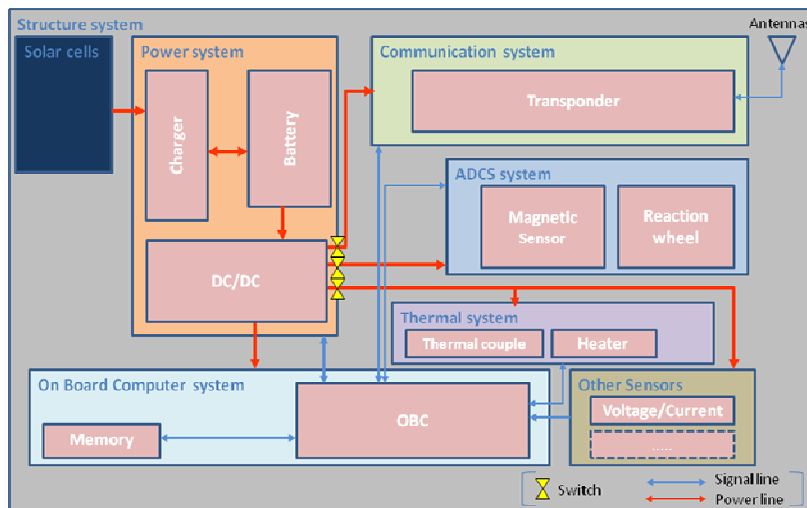 Structure system
Antennas
Solar cells
Power system
Communication system
Charger
Battery
Transponder
ADCS system
Magnetic
Sensor
Reaction
wheel
DC/DC
Thermal system
Thermal couple
Heater
On Board Computer system
OBC
Memory
Other Sensors
Voltage/Current
.....
Switch
Signal line
Power line